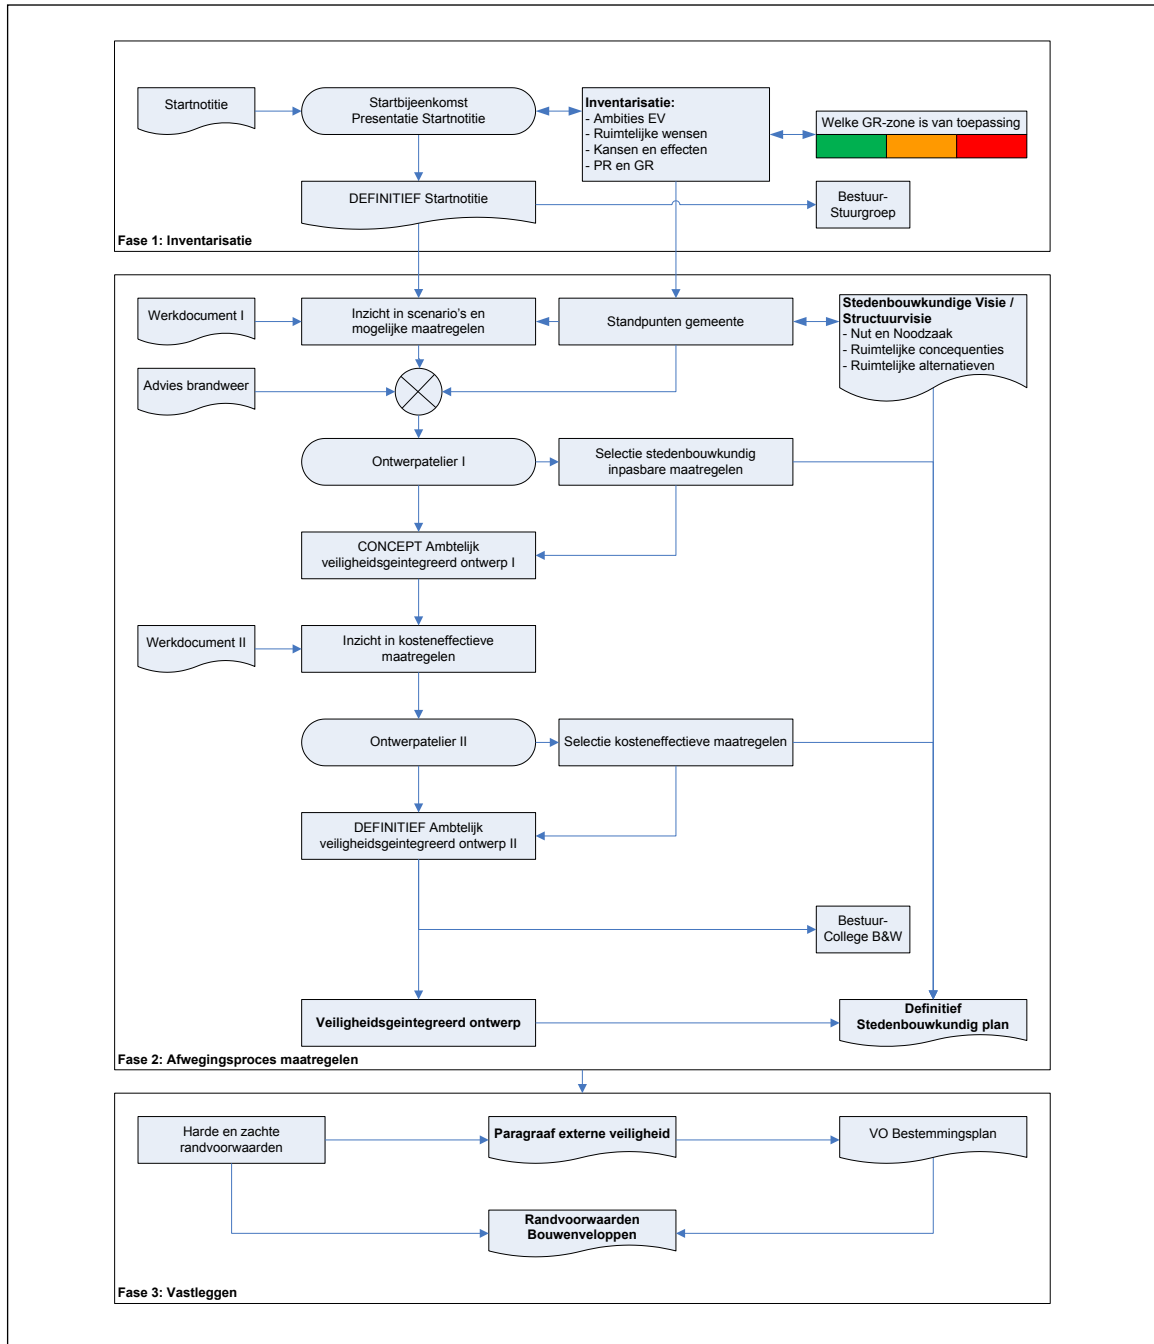 Startnotitie
Startbijeenkomst
Presentatie Startnotitie
Inventarisatie:
- Ambities EV
- Ruimtelijke wensen
- Kansen en effecten
- PR en GR
Welke GR-zone is van toepassing
DEFINITIEF Startnotitie
Bestuur-
Stuurgroep
Fase 1: Inventarisatie
Werkdocument I
Inzicht in scenario's en
mogelijke maatregelen
Standpunten gemeente
Stedenbouwkundige Visie /
Structuurvisie
- Nut en Noodzaak
- Ruimtelijke concequenties
- Ruimtelijke alternatieven
Advies brandweer
Ontwerpatelier I
Selectie stedenbouwkundig
inpasbare maatregelen
CONCEPT Ambtelijk
veiligheidsgeintegreerd ontwerp I
Werkdocument II
Inzicht in kosteneffectieve
maatregelen
Ontwerpatelier II
Selectie kosteneffectieve maatregelen
DEFINITIEF Ambtelijk
veiligheidsgeintegreerd ontwerp II
Bestuur-
College B&W
Veiligheidsgeintegreerd ontwerp
Definitief
Stedenbouwkundig plan
Fase 2: Afwegingsproces maatregelen
Harde en zachte
randvoorwaarden
Paragraaf externe veiligheid
VO Bestemmingsplan
Randvoorwaarden
Bouwenveloppen
Fase 3: Vastleggen